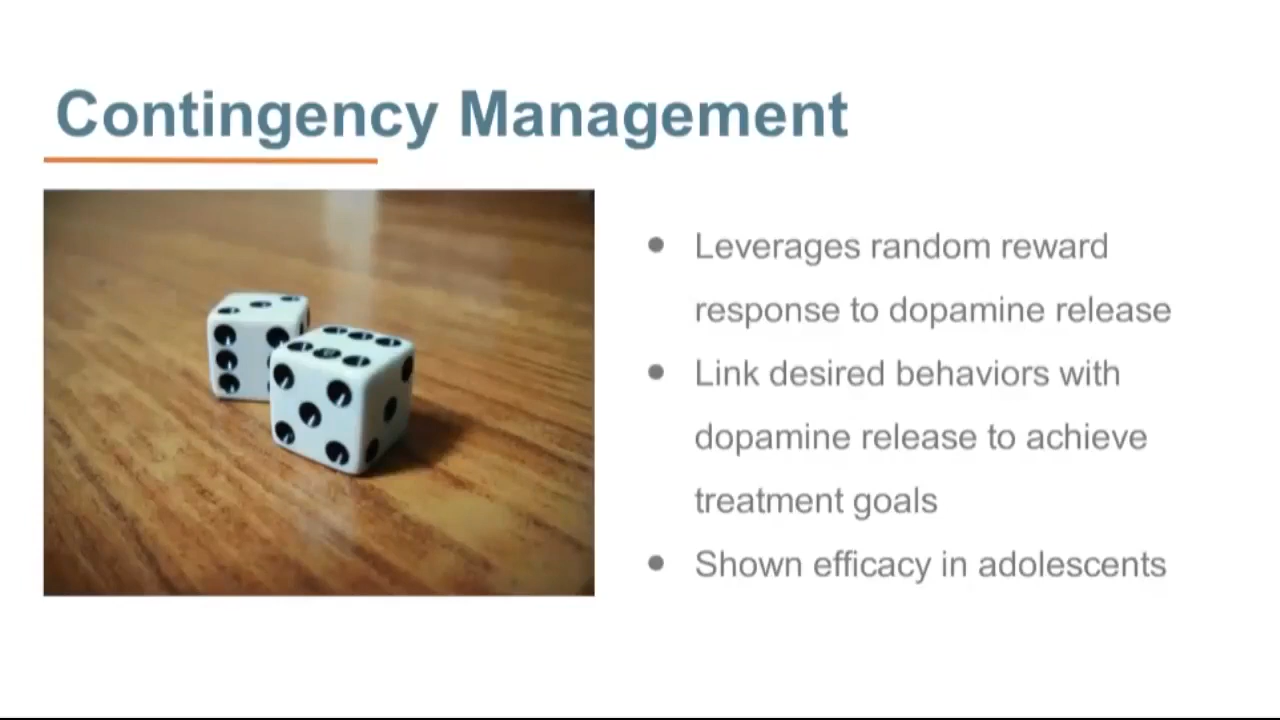 Contingency Management
• Leverages random reward
response to dopamine release
• Link desired behaviors with
dopamine release to achieve
treatment goals
• Shown efficacy in adolescents